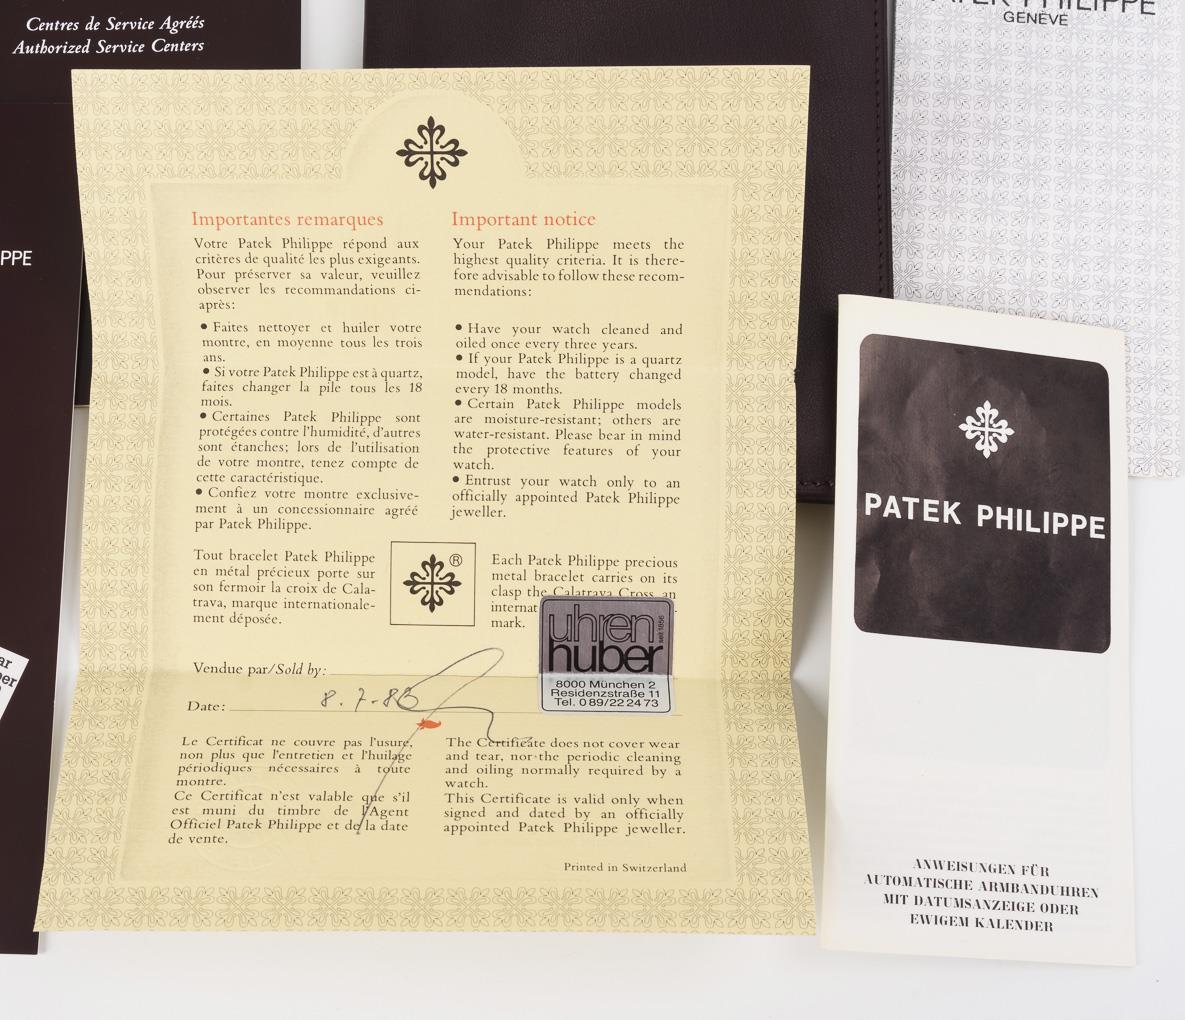 Centres de Service Agréés
Authorized Service Centers
PATEK PHILIPPE
GENÈVE
PPE
Importantes remarques
Votre Patek Philippe répond aux
critères de qualité les plus exigeants.
Pour préserver sa valeur, veuillez
observer les recommandations ci-
après:
• Faites nettoyer et huiler votre
montre, en moyenne tous les trois
ans.
• Si votre Patek Philippe est à quartz,
faites changer la pile tous les 18
mois.
• Certaines Patek Philippe sont
protégées contre l'humidité, d'autres
sont étanches; lors de l'utilisation
de votre montre, tenez compte de
cette caractéristique.
• Confiez votre montre exclusive-
ment à un concessionnaire agréé
par Patek Philippe.
Important notice
Your Patek Philippe meets the
highest quality criteria. It is there-
fore advisable to follow these recom-
mendations:
• Have your watch cleaned and
oiled once every three years.
• If your Patek Philippe is a quartz
model, have the battery changed
every 18 months.
• Certain Patek Philippe models
are moisture-resistant; others are
water-resistant. Please bear in mind
the protective features of your
watch.
• Entrust your watch only to an
officially appointed Patek Philippe
jeweller.
Tout bracelet Patek Philippe
en métal précieux porte sur
son fermoir la croix de Cala-
trava, marque internationale-
ment déposée.
®
Each Patek Philippe precious
metal bracelet carries on its
clasp the Calatrava Cross, an
internat
mark.
uhren
huber
seit 1856
8000 München 2
Residenzstraße 11
Tel. 089/222473
Vendue par/Sold by:
Date: 8.7-83
Le Certificat ne couvre pas l'usure,
non plus que l'entretien et l'huilage
périodiques nécessaires à toute
montre.
Ce Certificat n'est valable que s'il
est muni du timbre de l'Agent
Officiel Patek Philippe et de la date
de vente.
The Certificate does not cover wear
and tear, nor the periodic cleaning
and oiling normally required by a
watch.
This Certificate is valid only when
signed and dated by an officially
appointed Patek Philippe jeweller.
Printed in Switzerland
PATEK PHILIPPE
ANWEISUNGEN FÜR
AUTOMATISCHE ARMBANDUHREN
MIT DATUMSANZEIGE ODER
EWIGEM KALENDER